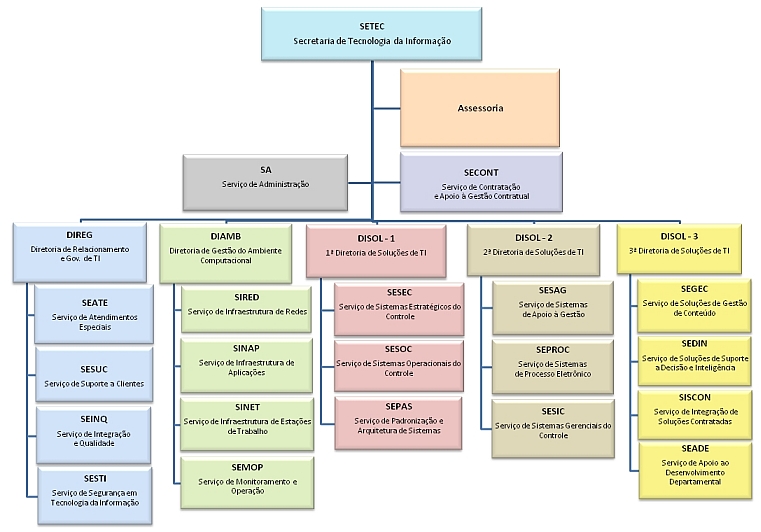 SETEC
Secretaria de Tecnologia da Informação
Assessoria
SA
Serviço de Administração
SECONT
Serviço de Contratação
e Apoio à Gestão Contratual
DIREG
Diretoria de Relacionamento
e Gov. de TI
SEATE
Serviço de Atendimentos
Especiais
SESUC
Serviço de Suporte a Clientes
SEINQ
Serviço de Integração
e Qualidade
SESTI
Serviço de Segurança em
Tecnologia da Informação
DIAMB
Diretoria de Gestão do Ambiente
Computacional
SIRED
Serviço de Infraestrutura de Redes
SINAP
Serviço de Infraestrutura de
Aplicações
SINET
Serviço de Infraestrutura de Estações
de Trabalho
SEMOP
Serviço de Monitoramento e
Operação
DISOL - 1
1ª Diretoria de Soluções de TI
SESEC
Serviço de Sistemas Estratégicos do
Controle
SESOC
Serviço de Sistemas Operacionais do
Controle
SEPAS
Serviço de Padronização e
Arquitetura de Sistemas
DISOL - 2
2ª Diretoria de Soluções de TI
SESAG
Serviço de Sistemas
de Apoio à Gestão
SEPROC
Serviço de Sistemas
de Processo Eletrônico
SESIC
Serviço de Sistemas Gerenciais do
Controle
DISOL - 3
3ª Diretoria de Soluções de TI
SEGEC
Serviço de Soluções de Gestão
de Conteúdo
SEDIN
Serviço de Soluções de Suporte
a Decisão e Inteligência
SISCON
Serviço de Integração de
Soluções Contratadas
SEADE
Serviço de Apoio ao
Desenvolvimento
Departamental